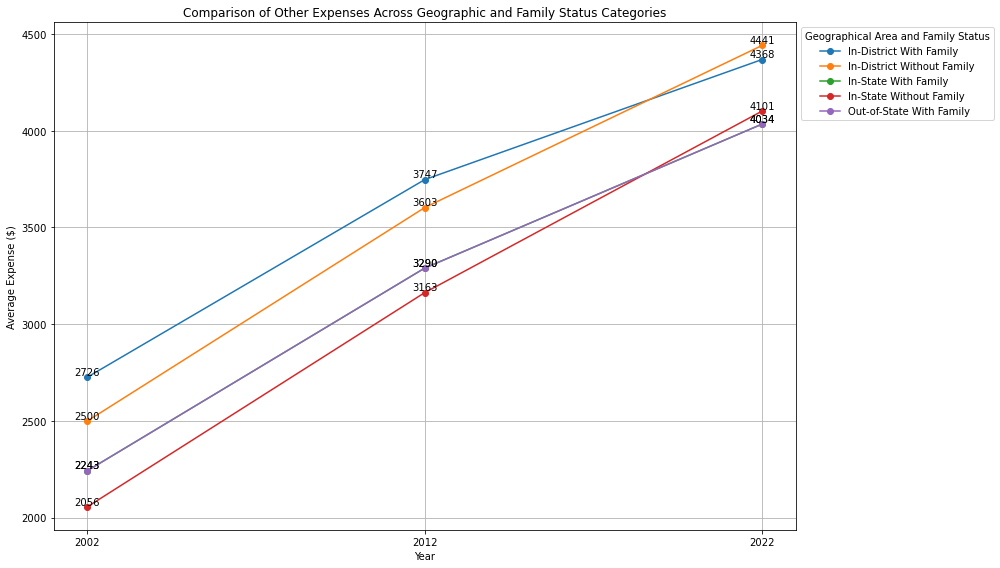 Comparison of Other Expenses Across Geographic and Family Status Categories
Geographical Area and Family Status
In-District With Family
In-District Without Family
In-State With Family
In-State Without Family
Out-of-State With Family
Average Expense ($)
4500
4000
3500
3000
2500
2000
4441
4368
4101
4034
3747
3603
3290
3163
2726
2500
2243
2056
2002
2012
2022
Year